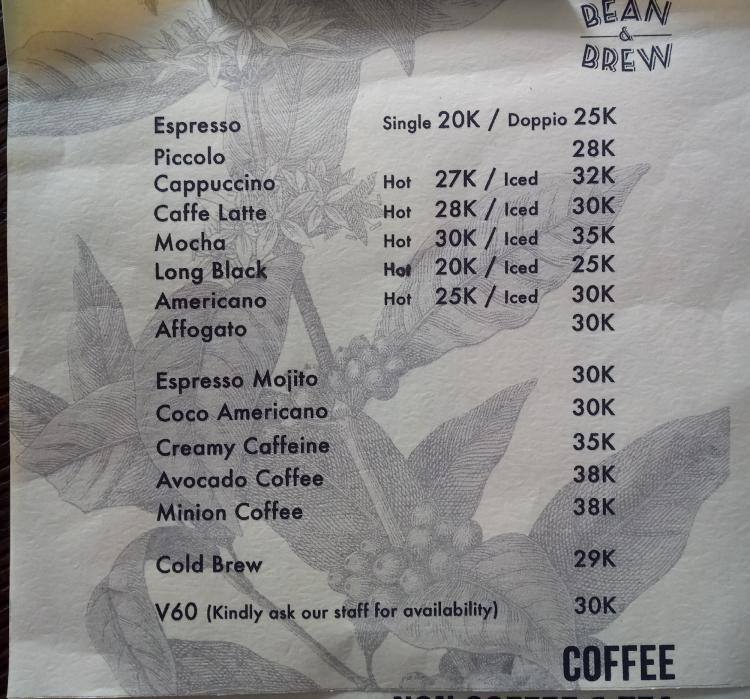 BEAN
&
BREW
Espresso Single 20K / Doppio 25K
Piccolo 28K
Cappuccino Hot 27K / Iced 32K
Caffe Latte Hot 28K / Iced 30K
Mocha Hot 30K / Iced 35K
Long Black Hot 20K / Iced 25K
Americano Hot 25K / Iced 30K
Affogato 30K
Espresso Mojito 30K
Coco Americano 30K
Creamy Caffeine 35K
Avocado Coffee 38K
Minion Coffee 38K
Cold Brew 29K
V60 (Kindly ask our staff for availability) 30K
COFFEE